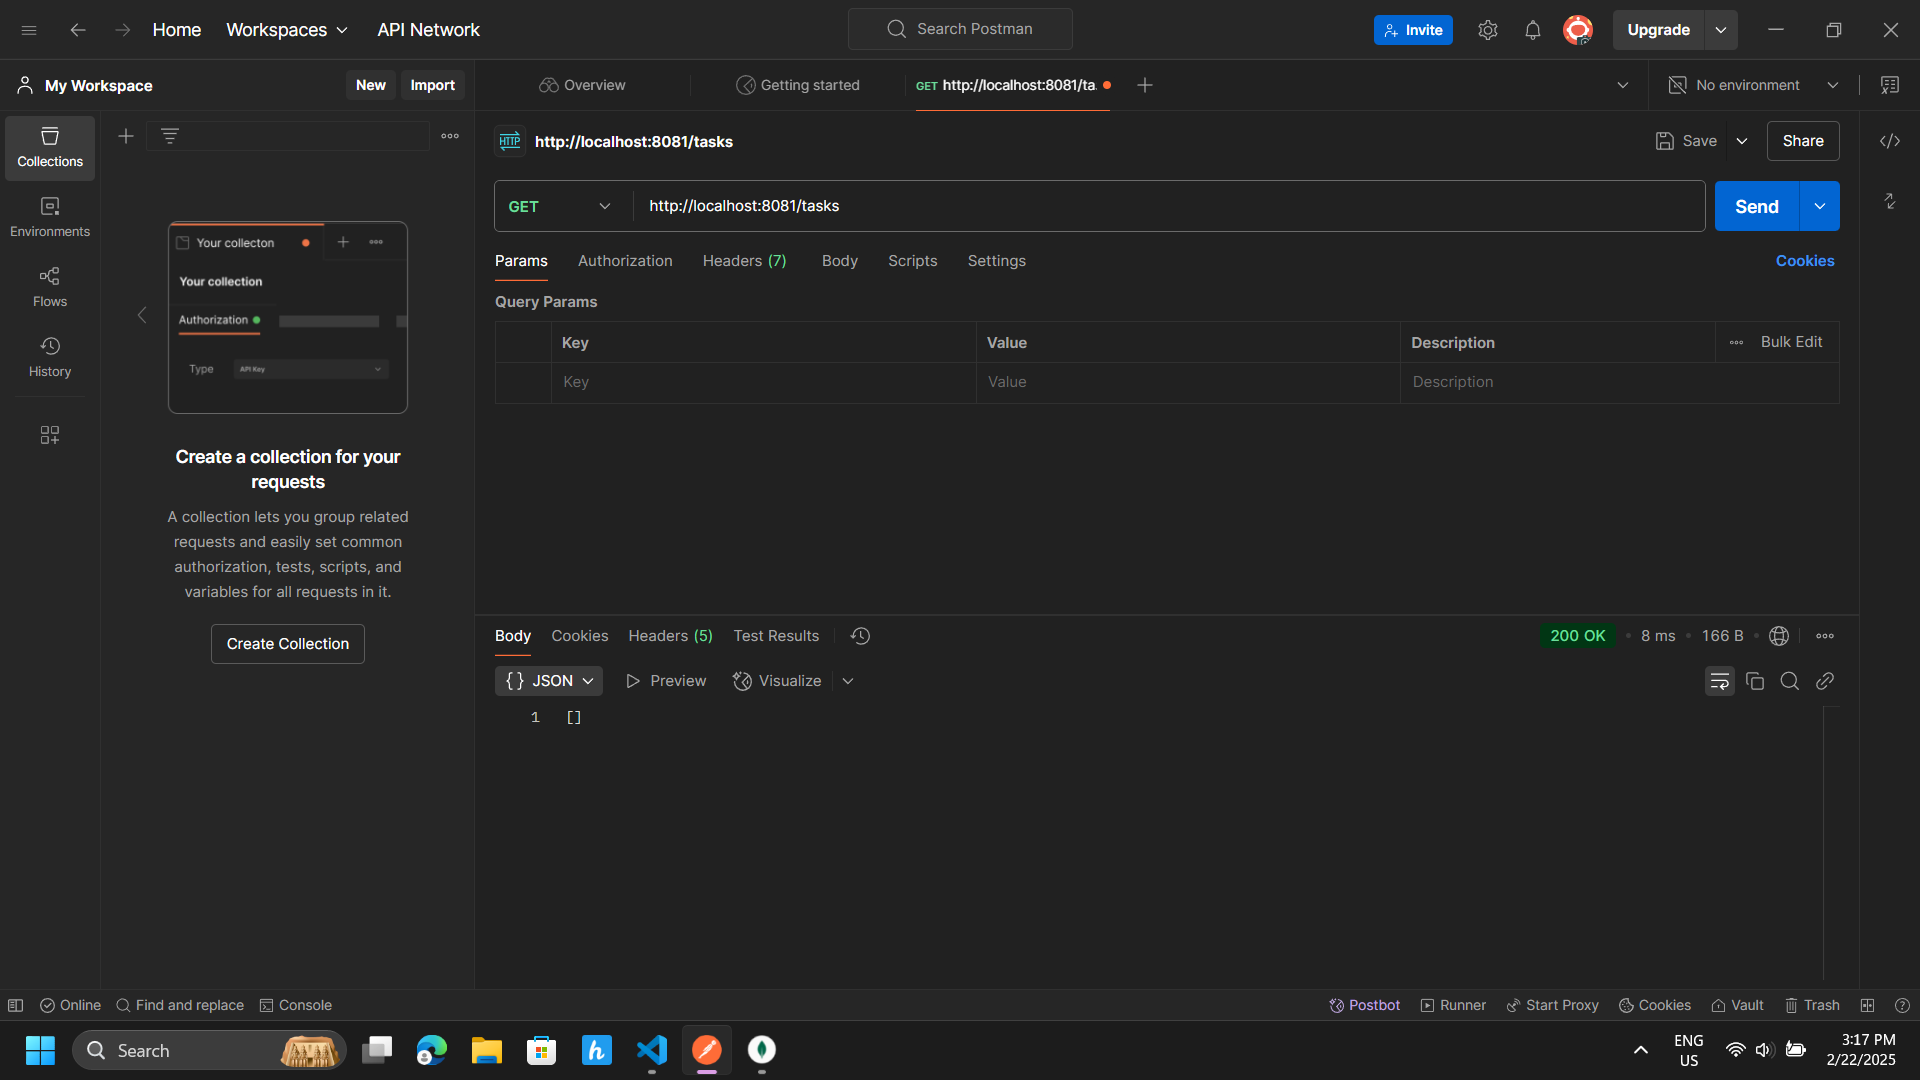 Home Workspaces API Network Search Postman Invite Upgrade
My Workspace New Import Overview Getting started GET http://localhost:8081/ta. No environment
Collections
Environments
Flows
History
Your collecton
Your collection
Authorization
Type API Key
Create a collection for your
requests
A collection lets you group related
requests and easily set common
authorization, tests, scripts, and
variables for all requests in it.
Create Collection
HTTP http://localhost:8081/tasks Save Share
GET http://localhost:8081/tasks Send
Params Authorization Headers (7) Body Scripts Settings Cookies
Query Params
Key Value Description Bulk Edit
Key Value Description
Body Cookies Headers (5) Test Results 200 OK 8 ms 166 B
{} JSON Preview Visualize
1 []
Online Find and replace Console Postbot Runner Start Proxy Cookies Vault Trash
Search ENG 3:17 PM
US 2/22/2025